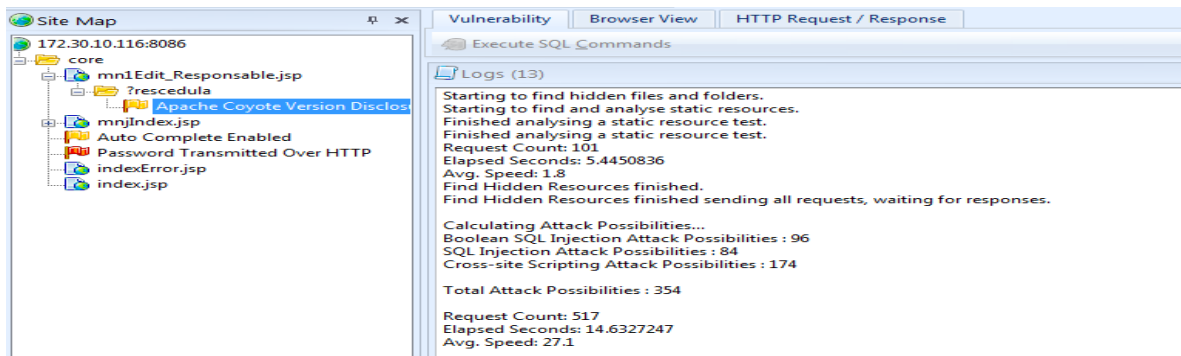 Site Map
172.30.10.116:8086
core
mn1Edit_Responsable.jsp
?rescedula
Apache Coyote Version Disclos
mnjIndex.jsp
Auto Complete Enabled
Password Transmitted Over HTTP
indexError.jsp
index.jsp
Vulnerability
Browser View
HTTP Request / Response
Execute SQL Commands
Logs (13)
Starting to find hidden files and folders.
Starting to find and analyse static resources.
Finished analysing a static resource test.
Finished analysing a static resource test.
Request Count: 101
Elapsed Seconds: 5.4450836
Avg. Speed: 1.8
Find Hidden Resources finished.
Find Hidden Resources finished sending all requests, waiting for responses.
Calculating Attack Possibilities...
Boolean SQL Injection Attack Possibilities : 96
SQL Injection Attack Possibilities : 84
Cross-site Scripting Attack Possibilities : 174
Total Attack Possibilities : 354
Request Count: 517
Elapsed Seconds: 14.6327247
Avg. Speed: 27.1